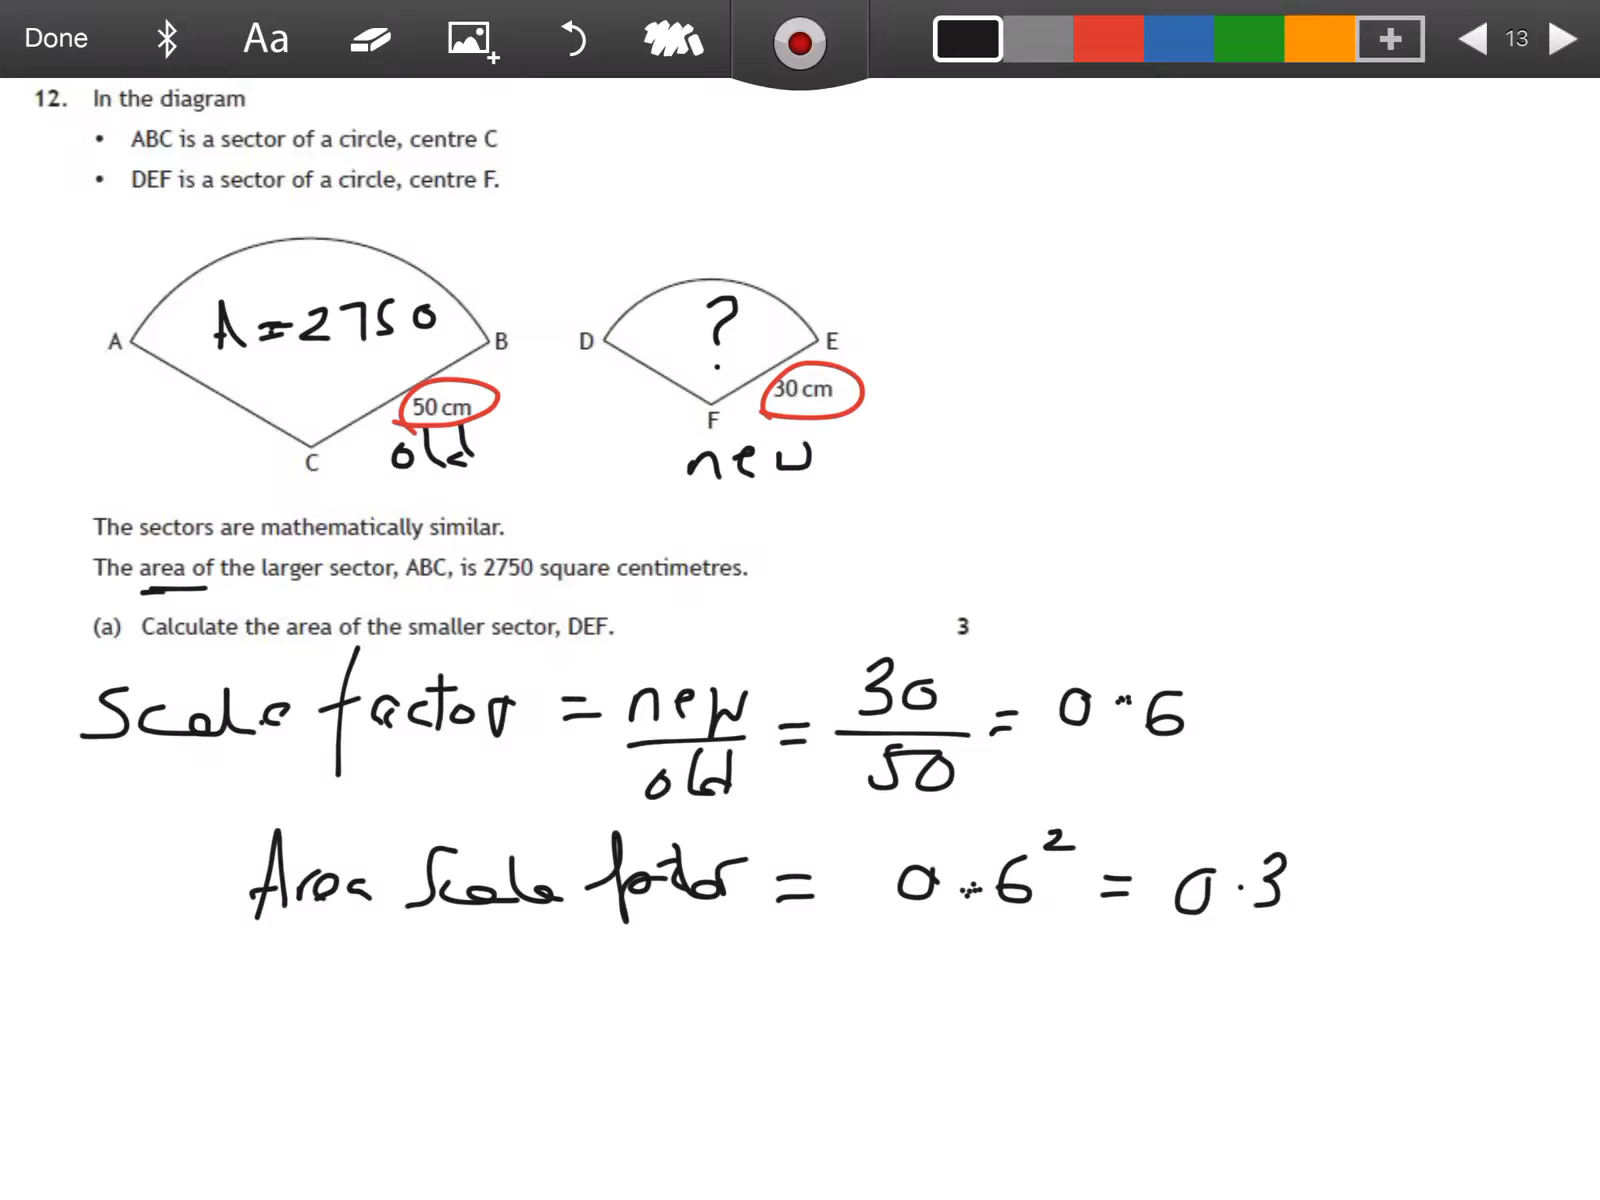 Done Aa 13
12. In the diagram
• ABC is a sector of a circle, centre C
• DEF is a sector of a circle, centre F.
A A=2750 B D ? E
50 cm 30 cm
C old F new
The sectors are mathematically similar.
The area of the larger sector, ABC, is 2750 square centimetres.
(a) Calculate the area of the smaller sector, DEF. 3
Scale factor = new/old = 30/50 = 0.6
Area Scale factor = 0.6² = 0.3